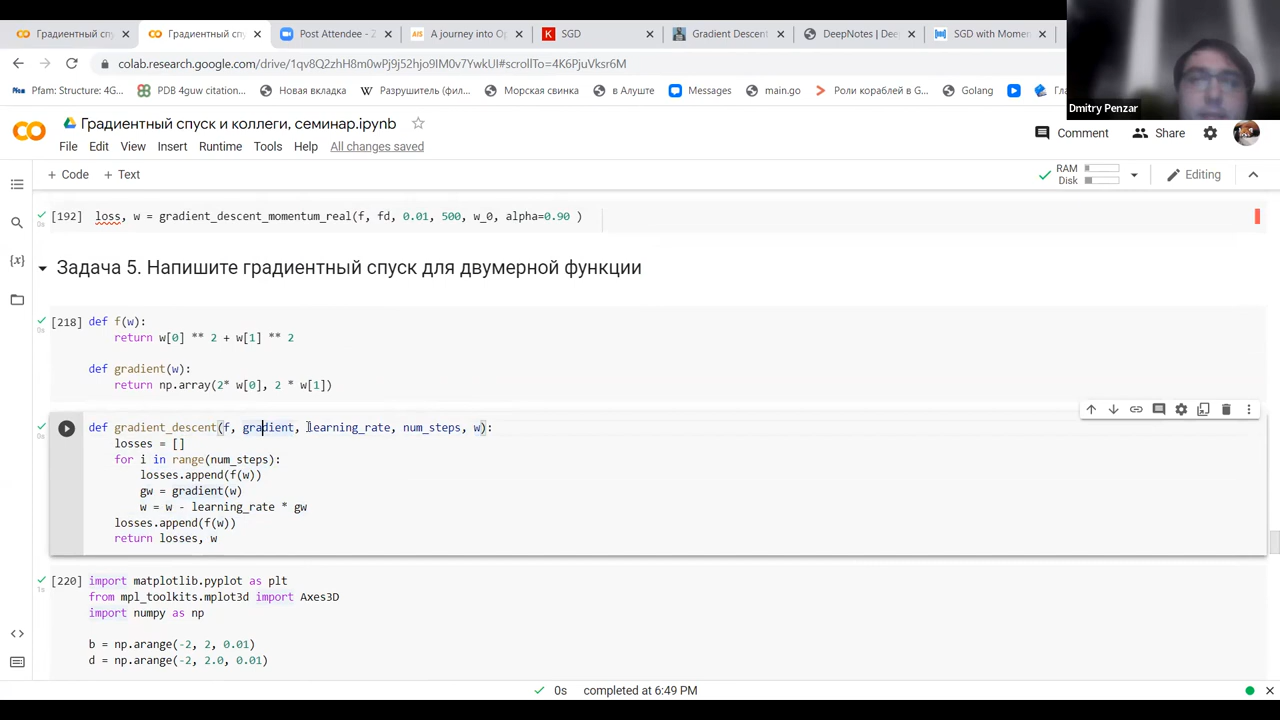 Градиентный спу
Градиентный спу
Post Attendee - Z
A journey into Op
SGD
Gradient Descent
DeepNotes | Deep
SGD with Momen
colab.research.google.com/drive/1qv8Q2zhH8m0wPj9j52hjo9IM0v7YwkUI#scrollTo=4K6PjuVksr6M
Pfam: Structure: 4G...
PDB 4guw citation...
Новая вкладка
Разрушитель (фил...
Морская свинка
в Алуште
Messages
main.go
Роли кораблей в G...
Golang
Dmitry Penzar
Градиентный спуск и коллеги, семинар.ipynb
Comment
Share
File Edit View Insert Runtime Tools Help All changes saved
+ Code + Text
RAM
Disk
Editing
[192] loss, w = gradient_descent_momentum_real(f, fd, 0.01, 500, w_0, alpha=0.90 )
Задача 5. Напишите градиентный спуск для двумерной функции
[218] def f(w):
return w[0] ** 2 + w[1] ** 2
def gradient(w):
return np.array(2* w[0], 2 * w[1])
def gradient_descent(f, gradient, learning_rate, num_steps, w):
losses = []
for i in range(num_steps):
losses.append(f(w))
gw = gradient(w)
w = w - learning_rate * gw
losses.append(f(w))
return losses, w
[220] import matplotlib.pyplot as plt
from mpl_toolkits.mplot3d import Axes3D
import numpy as np
b = np.arange(-2, 2, 0.01)
d = np.arange(-2, 2.0, 0.01)
0s completed at 6:49 PM